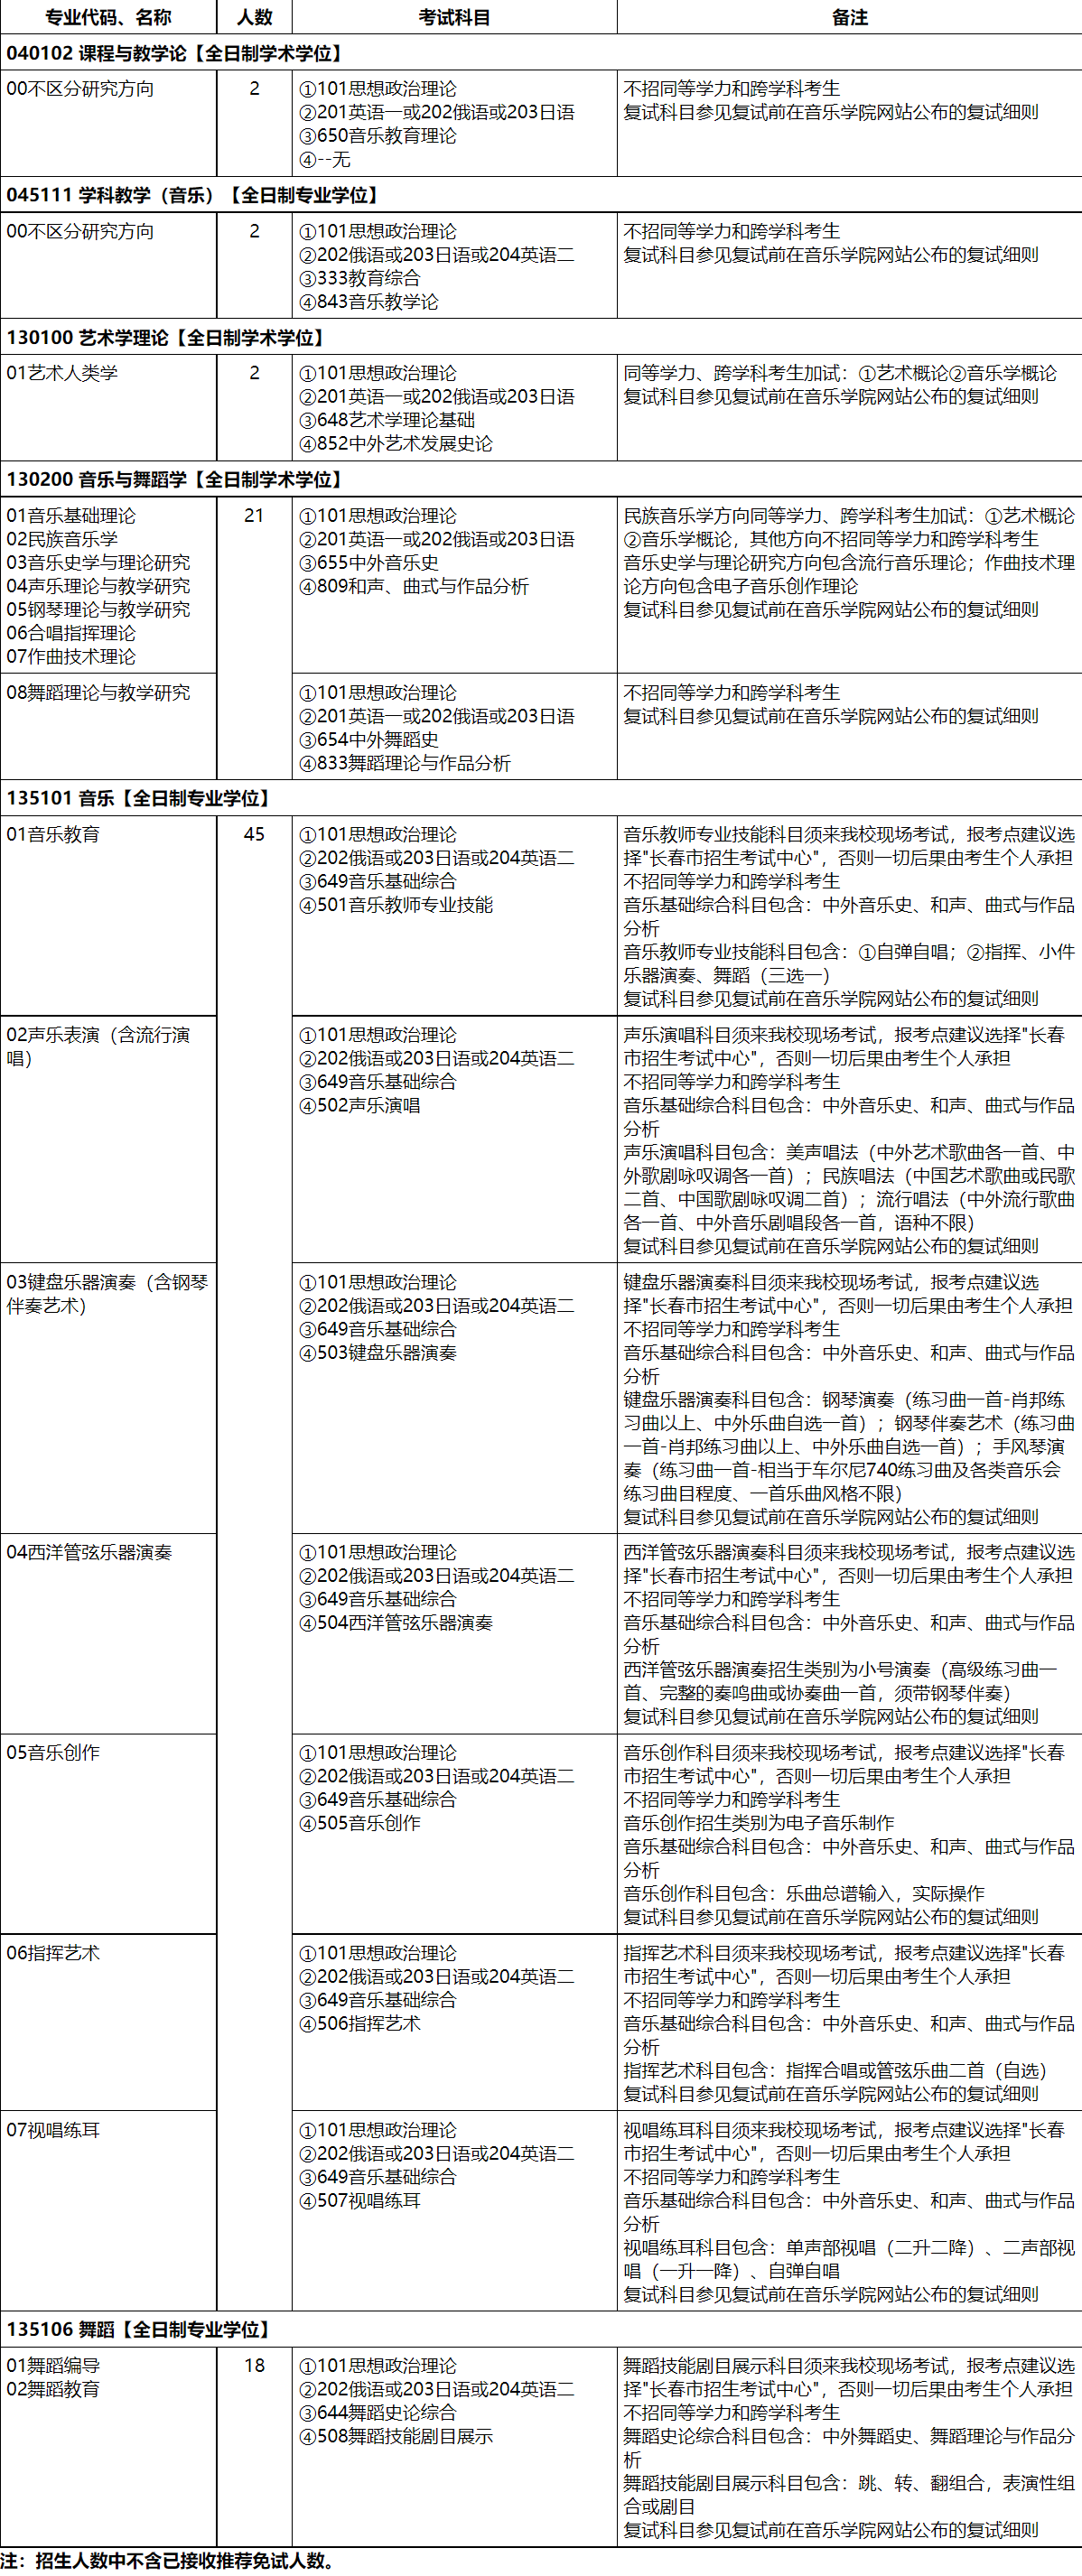 专业代码、名称 人数 考试科目 备注
040102 课程与教学论【全日制学术学位】
00不区分研究方向 2 ①101思想政治理论 不招同等学力和跨学科考生
②201英语一或202俄语或203日语 复试科目参见复试前在音乐学院网站公布的复试细则
③650音乐教育理论
④--无
045111 学科教学（音乐）【全日制专业学位】
00不区分研究方向 2 ①101思想政治理论 不招同等学力和跨学科考生
②202俄语或203日语或204英语二 复试科目参见复试前在音乐学院网站公布的复试细则
③333教育综合
④843音乐教学论
130100 艺术学理论【全日制学术学位】
01艺术人类学 2 ①101思想政治理论 同等学力、跨学科考生加试：①艺术概论②音乐学概论
②201英语一或202俄语或203日语 复试科目参见复试前在音乐学院网站公布的复试细则
③648艺术学理论基础
④852中外艺术发展史论
130200 音乐与舞蹈学【全日制学术学位】
01音乐基础理论 21 ①101思想政治理论 民族音乐学方向同等学力、跨学科考生加试：①艺术概论
02民族音乐学 ②201英语一或202俄语或203日语 ②音乐学概论，其他方向不招同等学力和跨学科考生
03音乐史学与理论研究 ③655中外音乐史 音乐史学与理论研究方向包含流行音乐理论；作曲技术理
04声乐理论与教学研究 ④809和声、曲式与作品分析 论方向包含电子音乐创作理论
05钢琴理论与教学研究 复试科目参见复试前在音乐学院网站公布的复试细则
06合唱指挥理论
07作曲技术理论
08舞蹈理论与教学研究 ①101思想政治理论 不招同等学力和跨学科考生
②201英语一或202俄语或203日语 复试科目参见复试前在音乐学院网站公布的复试细则
③654中外舞蹈史
④833舞蹈理论与作品分析
135101 音乐【全日制专业学位】
01音乐教育 45 ①101思想政治理论 音乐教师专业技能科目须来我校现场考试，报考点建议选
②202俄语或203日语或204英语二 择"长春市招生考试中心"，否则一切后果由考生个人承担
③649音乐基础综合 不招同等学力和跨学科考生
④501音乐教师专业技能 音乐基础综合科目包含：中外音乐史、和声、曲式与作品
分析
音乐教师专业技能科目包含：①自弹自唱；②指挥、小件
乐器演奏、舞蹈（三选一）
复试科目参见复试前在音乐学院网站公布的复试细则
02声乐表演（含流行演 ①101思想政治理论 声乐演唱科目须来我校现场考试，报考点建议选择"长春
唱） ②202俄语或203日语或204英语二 市招生考试中心"，否则一切后果由考生个人承担
③649音乐基础综合 不招同等学力和跨学科考生
④502声乐演唱 音乐基础综合科目包含：中外音乐史、和声、曲式与作品
分析
声乐演唱科目包含：美声唱法（中外艺术歌曲各一首、中
外歌剧咏叹调各一首）；民族唱法（中国艺术歌曲或民歌
二首、中国歌剧咏叹调二首）；流行唱法（中外流行歌曲
各一首、中外音乐剧唱段各一首，语种不限）
复试科目参见复试前在音乐学院网站公布的复试细则
03键盘乐器演奏（含钢琴 ①101思想政治理论 键盘乐器演奏科目须来我校现场考试，报考点建议选
伴奏艺术） ②202俄语或203日语或204英语二 择"长春市招生考试中心"，否则一切后果由考生个人承担
③649音乐基础综合 不招同等学力和跨学科考生
④503键盘乐器演奏 音乐基础综合科目包含：中外音乐史、和声、曲式与作品
分析
键盘乐器演奏科目包含：钢琴演奏（练习曲一首-肖邦练
习曲以上、中外乐曲自选一首）；钢琴伴奏艺术（练习曲
一首-肖邦练习曲以上、中外乐曲自选一首）；手风琴演
奏（练习曲一首-相当于车尔尼740练习曲及各类音乐会
练习曲目程度、一首乐曲风格不限）
复试科目参见复试前在音乐学院网站公布的复试细则
04西洋管弦乐器演奏 ①101思想政治理论 西洋管弦乐器演奏科目须来我校现场考试，报考点建议选
②202俄语或203日语或204英语二 择"长春市招生考试中心"，否则一切后果由考生个人承担
③649音乐基础综合 不招同等学力和跨学科考生
④504西洋管弦乐器演奏 音乐基础综合科目包含：中外音乐史、和声、曲式与作品
分析
西洋管弦乐器演奏招生类别为小号演奏（高级练习曲一
首、完整的奏鸣曲或协奏曲一首，须带钢琴伴奏）
复试科目参见复试前在音乐学院网站公布的复试细则
05音乐创作 ①101思想政治理论 音乐创作科目须来我校现场考试，报考点建议选择"长春
②202俄语或203日语或204英语二 市招生考试中心"，否则一切后果由考生个人承担
③649音乐基础综合 不招同等学力和跨学科考生
④505音乐创作 音乐创作招生类别为电子音乐制作
音乐基础综合科目包含：中外音乐史、和声、曲式与作品
分析
音乐创作科目包含：乐曲总谱输入，实际操作
复试科目参见复试前在音乐学院网站公布的复试细则
06指挥艺术 ①101思想政治理论 指挥艺术科目须来我校现场考试，报考点建议选择"长春
②202俄语或203日语或204英语二 市招生考试中心"，否则一切后果由考生个人承担
③649音乐基础综合 不招同等学力和跨学科考生
④506指挥艺术 音乐基础综合科目包含：中外音乐史、和声、曲式与作品
分析
指挥艺术科目包含：指挥合唱或管弦乐曲二首（自选）
复试科目参见复试前在音乐学院网站公布的复试细则
07视唱练耳 ①101思想政治理论 视唱练耳科目须来我校现场考试，报考点建议选择"长春
②202俄语或203日语或204英语二 市招生考试中心"，否则一切后果由考生个人承担
③649音乐基础综合 不招同等学力和跨学科考生
④507视唱练耳 音乐基础综合科目包含：中外音乐史、和声、曲式与作品
分析
视唱练耳科目包含：单声部视唱（二升二降）、二声部视
唱（一升一降）、自弹自唱
复试科目参见复试前在音乐学院网站公布的复试细则
135106 舞蹈【全日制专业学位】
01舞蹈编导 18 ①101思想政治理论 舞蹈技能剧目展示科目须来我校现场考试，报考点建议选
02舞蹈教育 ②202俄语或203日语或204英语二 择"长春市招生考试中心"，否则一切后果由考生个人承担
③644舞蹈史论综合 不招同等学力和跨学科考生
④508舞蹈技能剧目展示 舞蹈史论综合科目包含：中外舞蹈史、舞蹈理论与作品分
析
舞蹈技能剧目展示科目包含：跳、转、翻组合，表演性组
合或剧目
复试科目参见复试前在音乐学院网站公布的复试细则
注：招生人数中不含已接收推荐免试人数。